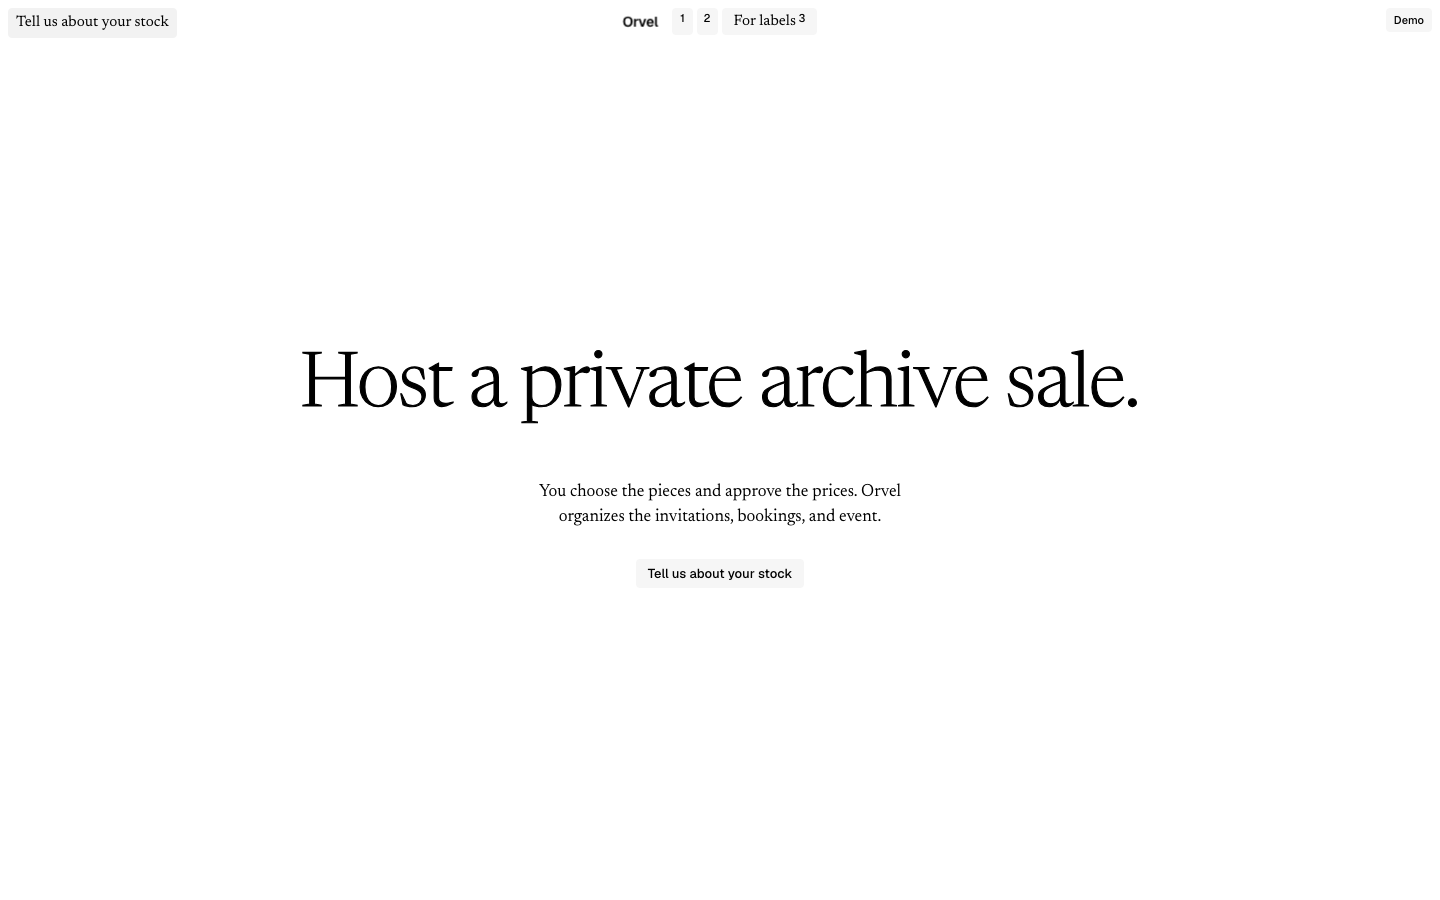 Tell us about your stock
Orvel
1
2
For labels 3
Demo
Host a private archive sale.
You choose the pieces and approve the prices. Orvel
organizes the invitations, bookings, and event.
Tell us about your stock